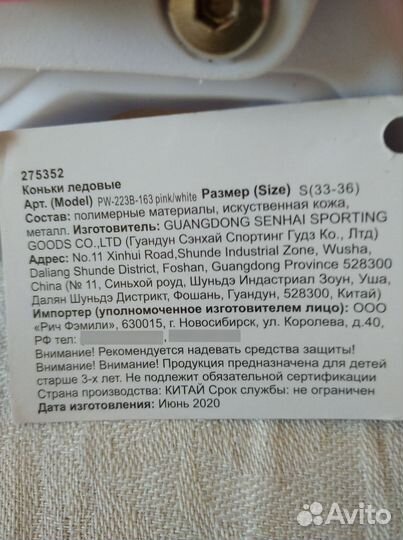 275352
Коньки ледовые
Арт. (Model) PW-223B-163 pink/white Размер (Size) S(33-36)
Состав: полимерные материалы, искуственная кожа,
металл. Изготовитель: GUANGDONG SENHAI SPORTING
GOODS CO.,LTD (Гуандун Сэнхай Спортинг Гудз Ко., Лтд)
Адрес: No.11 Xinhui Road,Shunde Industrial Zone, Wusha,
Daliang Shunde District, Foshan, Guangdong Province 528300
China (№ 11, Синьхой роуд, Шуньдэ Индастриал Зоун, Уша,
Далян Шуньдэ Дистрикт, Фошань, Гуандун, 528300, Китай)
Импортер (уполномоченное изготовителем лицо): ООО
«Рич Фэмили», 630015, г. Новосибирск, ул. Королева, д.40,
РФ тел:
Внимание! Рекомендуется надевать средства защиты!
Внимание! Продукция предназначена для детей
старше 3-х лет. Не подлежит обязательной сертификации
Страна производства: КИТАЙ Срок службы: не ограничен
Дата изготовления: Июнь 2020
Avito